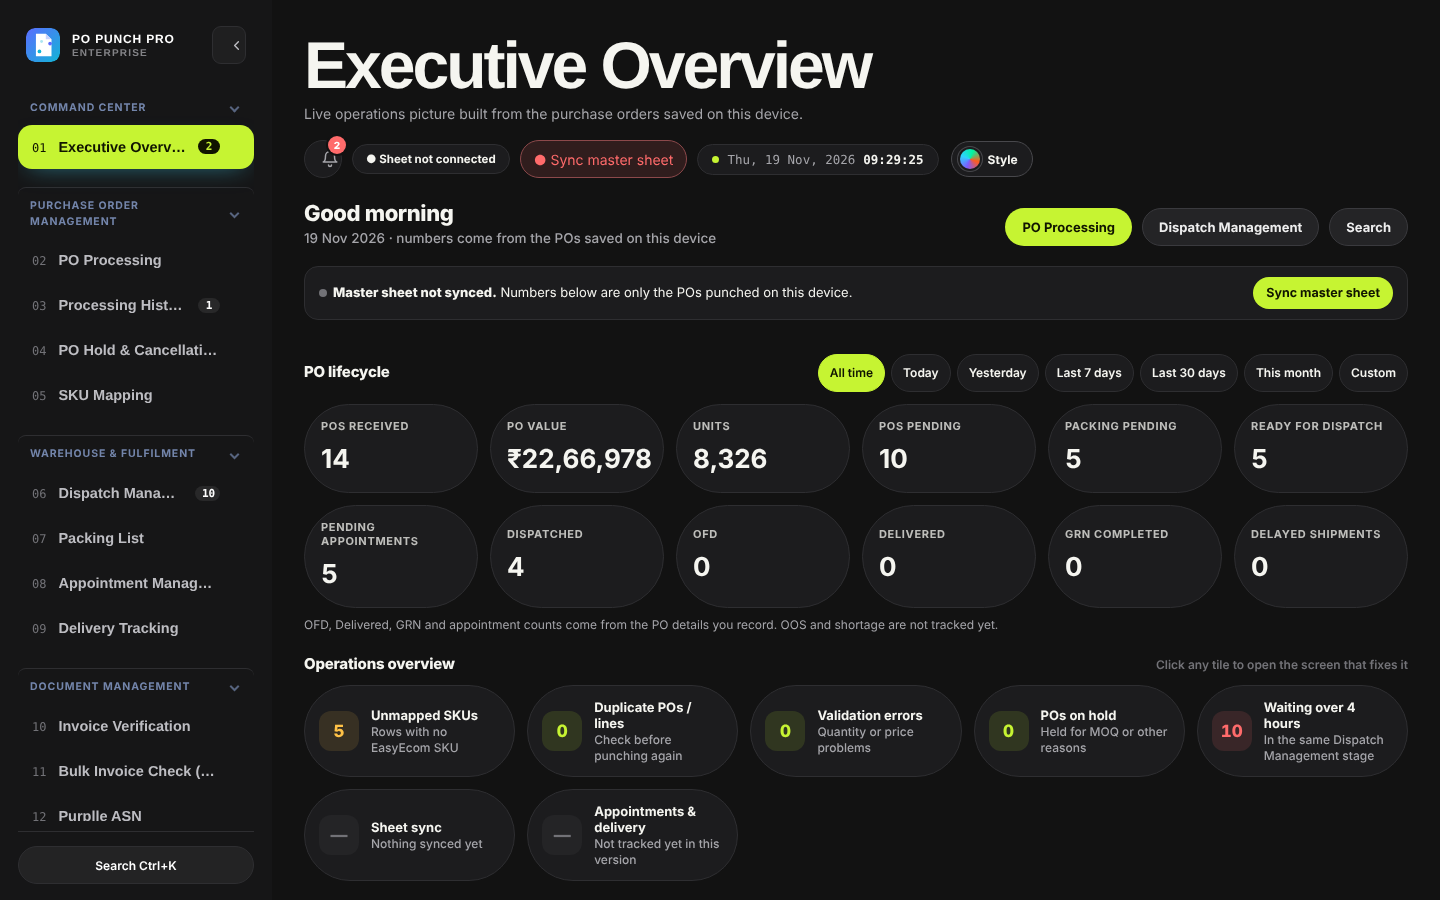 PO PUNCH PRO
ENTERPRISE
COMMAND CENTER
01 Executive Overv... 2
PURCHASE ORDER
MANAGEMENT
02 PO Processing
03 Processing Hist... 1
04 PO Hold & Cancellati...
05 SKU Mapping
WAREHOUSE & FULFILMENT
06 Dispatch Mana... 10
07 Packing List
08 Appointment Manag...
09 Delivery Tracking
DOCUMENT MANAGEMENT
10 Invoice Verification
11 Bulk Invoice Check (...
12 Purplle ASN
Search Ctrl+K
Executive Overview
Live operations picture built from the purchase orders saved on this device.
2
Sheet not connected
Sync master sheet
Thu, 19 Nov, 2026 09:29:25
Style
Good morning
19 Nov 2026 · numbers come from the POs saved on this device
PO Processing
Dispatch Management
Search
Master sheet not synced. Numbers below are only the POs punched on this device.
Sync master sheet
PO lifecycle
All time
Today
Yesterday
Last 7 days
Last 30 days
This month
Custom
POS RECEIVED
14
PO VALUE
₹22,66,978
UNITS
8,326
POS PENDING
10
PACKING PENDING
5
READY FOR DISPATCH
5
PENDING
APPOINTMENTS
5
DISPATCHED
4
OFD
0
DELIVERED
0
GRN COMPLETED
0
DELAYED SHIPMENTS
0
OFD, Delivered, GRN and appointment counts come from the PO details you record. OOS and shortage are not tracked yet.
Operations overview
Click any tile to open the screen that fixes it
5
Unmapped SKUs
Rows with no
EasyEcom SKU
0
Duplicate POs /
lines
Check before
punching again
0
Validation errors
Quantity or price
problems
0
POs on hold
Held for MOQ or other
reasons
10
Waiting over 4
hours
In the same Dispatch
Management stage
—
Sheet sync
Nothing synced yet
—
Appointments &
delivery
Not tracked yet in this
version